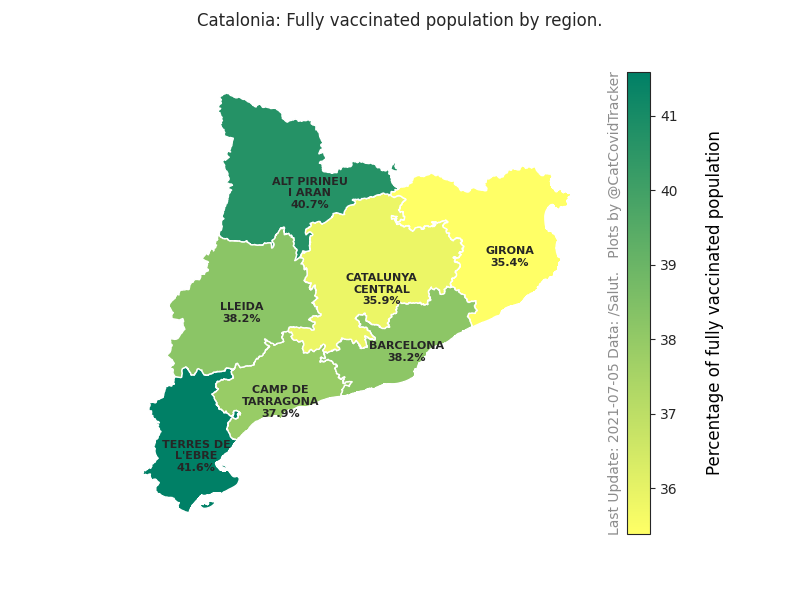 Catalonia: Fully vaccinated population by region.
ALT PIRINEU
I ARAN
40.7%
GIRONA
35.4%
CATALUNYA
CENTRAL
35.9%
LLEIDA
38.2%
BARCELONA
38.2%
CAMP DE
TARRAGONA
37.9%
TERRES DE
L'EBRE
41.6%
Last Update: 2021-07-05 Data: /Salut.   Plots by @CatCovidTracker
41
40
39
38
37
36
Percentage of fully vaccinated population